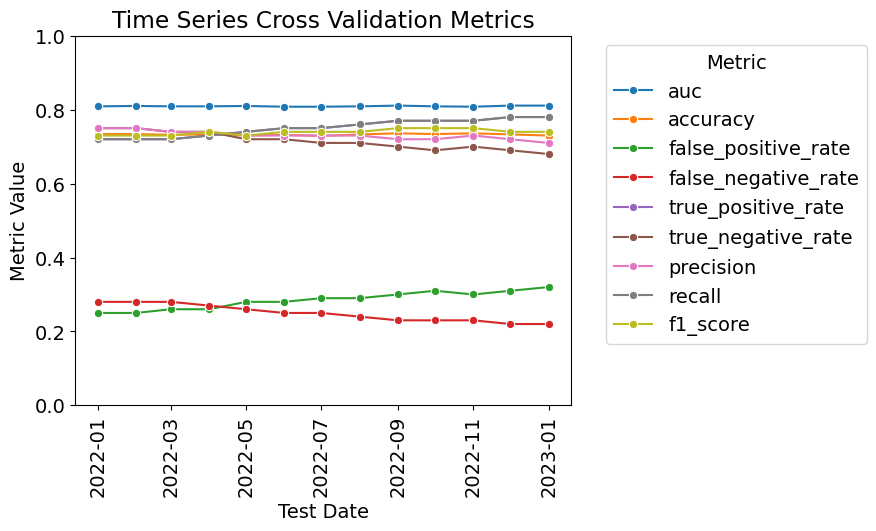 Time Series Cross Validation Metrics
Metric Value
1.0
0.8
0.6
0.4
0.2
0.0
2022-01
2022-03
2022-05
2022-07
2022-09
2022-11
2023-01
Test Date
Metric
auc
accuracy
false_positive_rate
false_negative_rate
true_positive_rate
true_negative_rate
precision
recall
f1_score